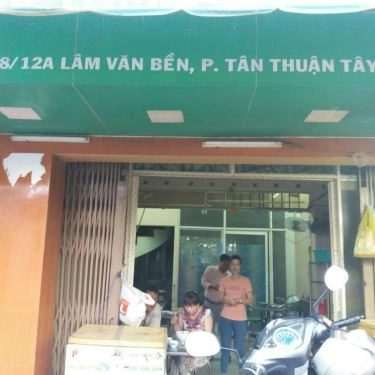 8/12A LÂM VĂN BỀN, P. TÂN THUẬN TÂY